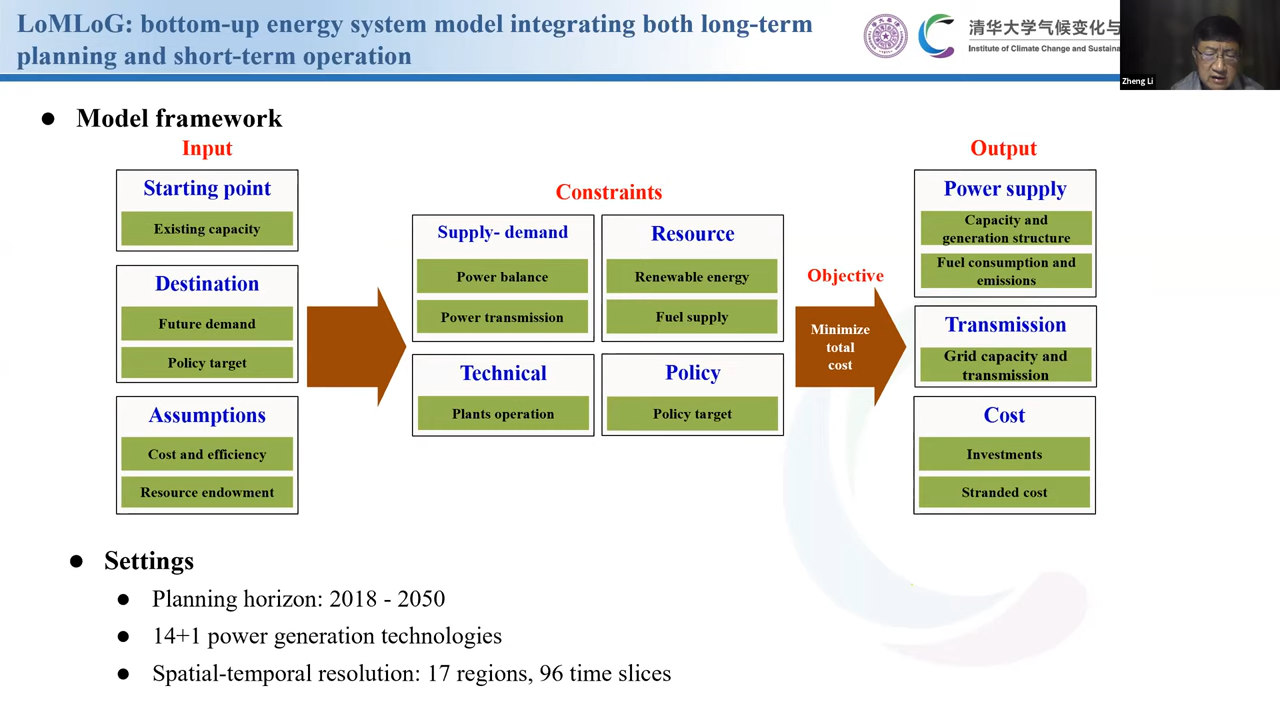 LoMLoG: bottom-up energy system model integrating both long-term
planning and short-term operation
清华大学气候变化与
Institute of Climate Change and Sustaina
Zheng Li
● Model framework
Input
Starting point
Existing capacity
Destination
Future demand
Policy target
Assumptions
Cost and efficiency
Resource endowment
Constraints
Supply- demand
Power balance
Power transmission
Resource
Renewable energy
Fuel supply
Technical
Plants operation
Policy
Policy target
Objective
Minimize
total
cost
Output
Power supply
Capacity and
generation structure
Fuel consumption and
emissions
Transmission
Grid capacity and
transmission
Cost
Investments
Stranded cost
● Settings
● Planning horizon: 2018 - 2050
● 14+1 power generation technologies
● Spatial-temporal resolution: 17 regions, 96 time slices